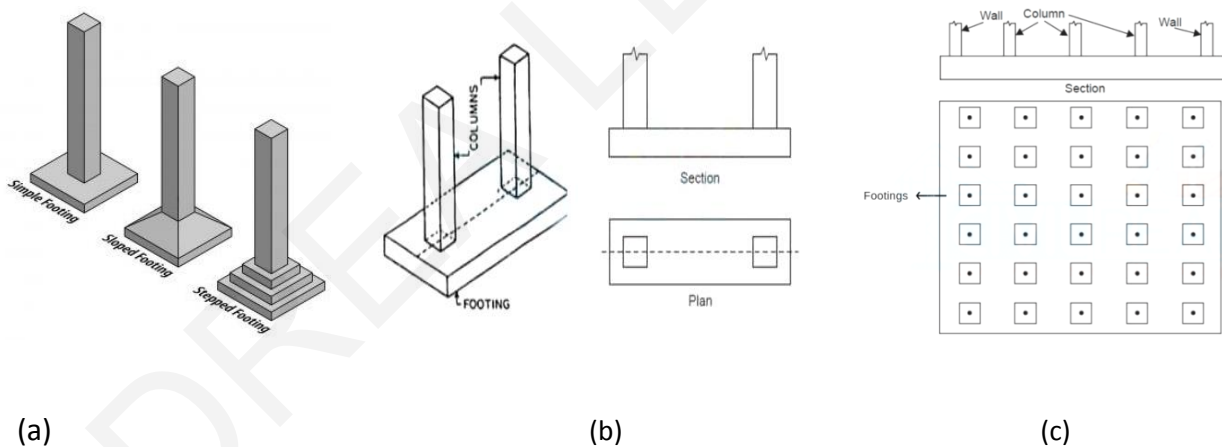 Simple Footing
Sloped Footing
Stepped Footing
COLUMNS
FOOTING
Section
Plan
Wall
Column
Wall
Section
Footings
(a)
(b)
(c)